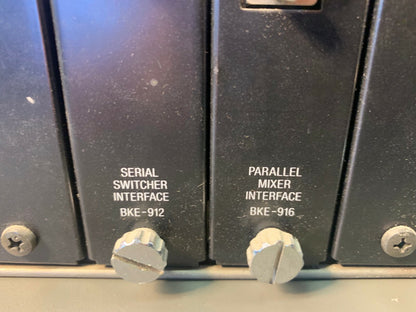 SERIAL
SWITCHER
INTERFACE
BKE-912
PARALLEL
MIXER
INTERFACE
BKE-916